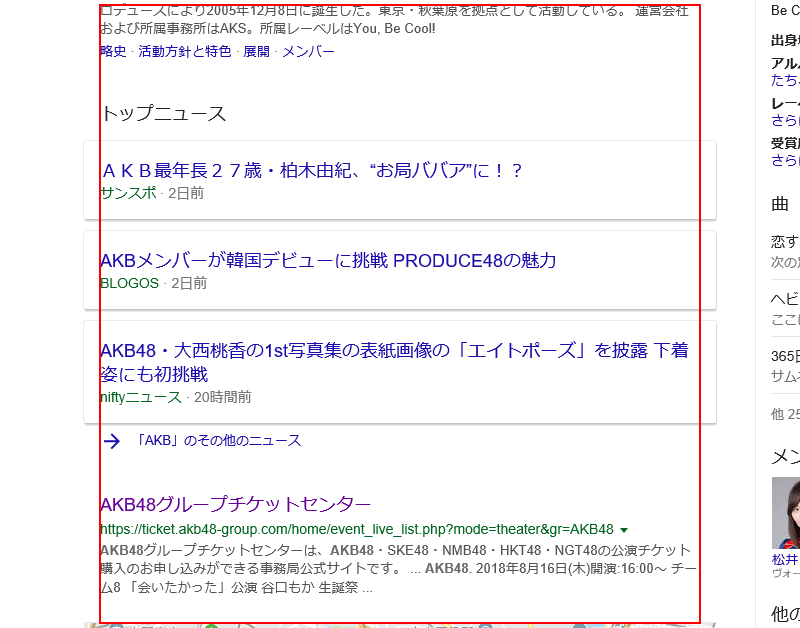 ロデュースにより2005年12月8日に誕生した。東京・秋葉原を拠点として活動している。 運営会社
および所属事務所はAKS。所属レーベルはYou, Be Cool!
略史 · 活動方針と特色 · 展開 · メンバー
トップニュース
ＡＫＢ最年長２７歳・柏木由紀、“お局ババア”に！？
サンスポ · 2日前
AKBメンバーが韓国デビューに挑戦 PRODUCE48の魅力
BLOGOS · 2日前
AKB48・大西桃香の1st写真集の表紙画像の「エイトポーズ」を披露 下着
姿にも初挑戦
niftyニュース · 20時間前
「AKB」のその他のニュース
AKB48グループチケットセンター
https://ticket.akb48-group.com/home/event_live_list.php?mode=theater&gr=AKB48
AKB48グループチケットセンターは、AKB48・SKE48・NMB48・HKT48・NGT48の公演チケット
購入のお申し込みができる事務局公式サイトです。 ... AKB48. 2018年8月16日(木)開演:16:00～ チー
ム8 「会いたかった」公演 谷口もか 生誕祭 ...
Be C
出身
アル
たち
レー
さら
受賞
さら
曲
恋す
次の
ヘビ
ここ
365日
サム
他 25
メン
松井
ヴォー
他の